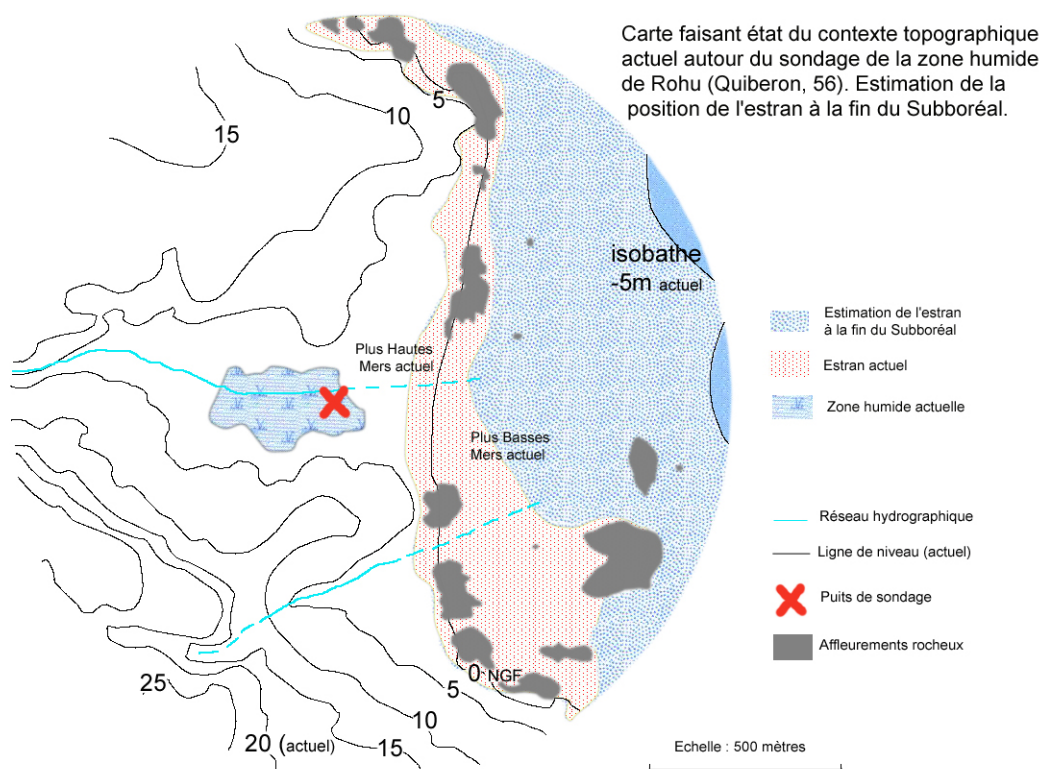 Carte faisant état du contexte topographique
actuel autour du sondage de la zone humide
de Rohu (Quiberon, 56). Estimation de la
position de l'estran à la fin du Subboréal.
5
10
15
isobathe
-5m actuel
Plus Hautes
Mers actuel
Plus Basses
Mers actuel
Estimation de l'estran
à la fin du Subboréal
Estran actuel
Zone humide actuelle
Réseau hydrographique
Ligne de niveau (actuel)
Puits de sondage
Affleurements rocheux
0 NGF
5
25
10
20 (actuel)
15
Echelle : 500 mètres